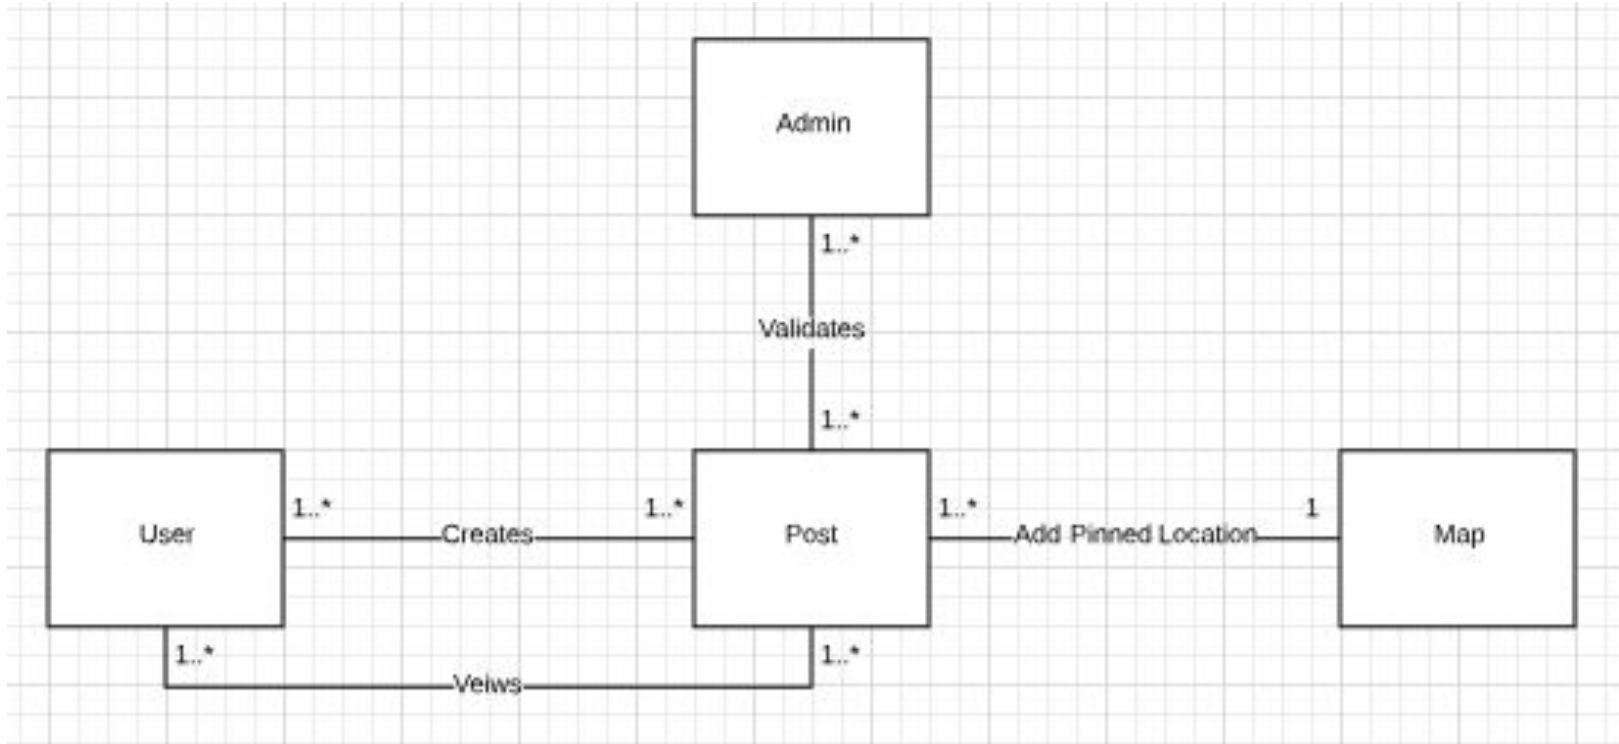 Admin
1..*
Validates
1..*
User
1..*
Creates
1..*
Post
1..*
Add Pinned Location
1
Map
1..*
Veiws
1..*